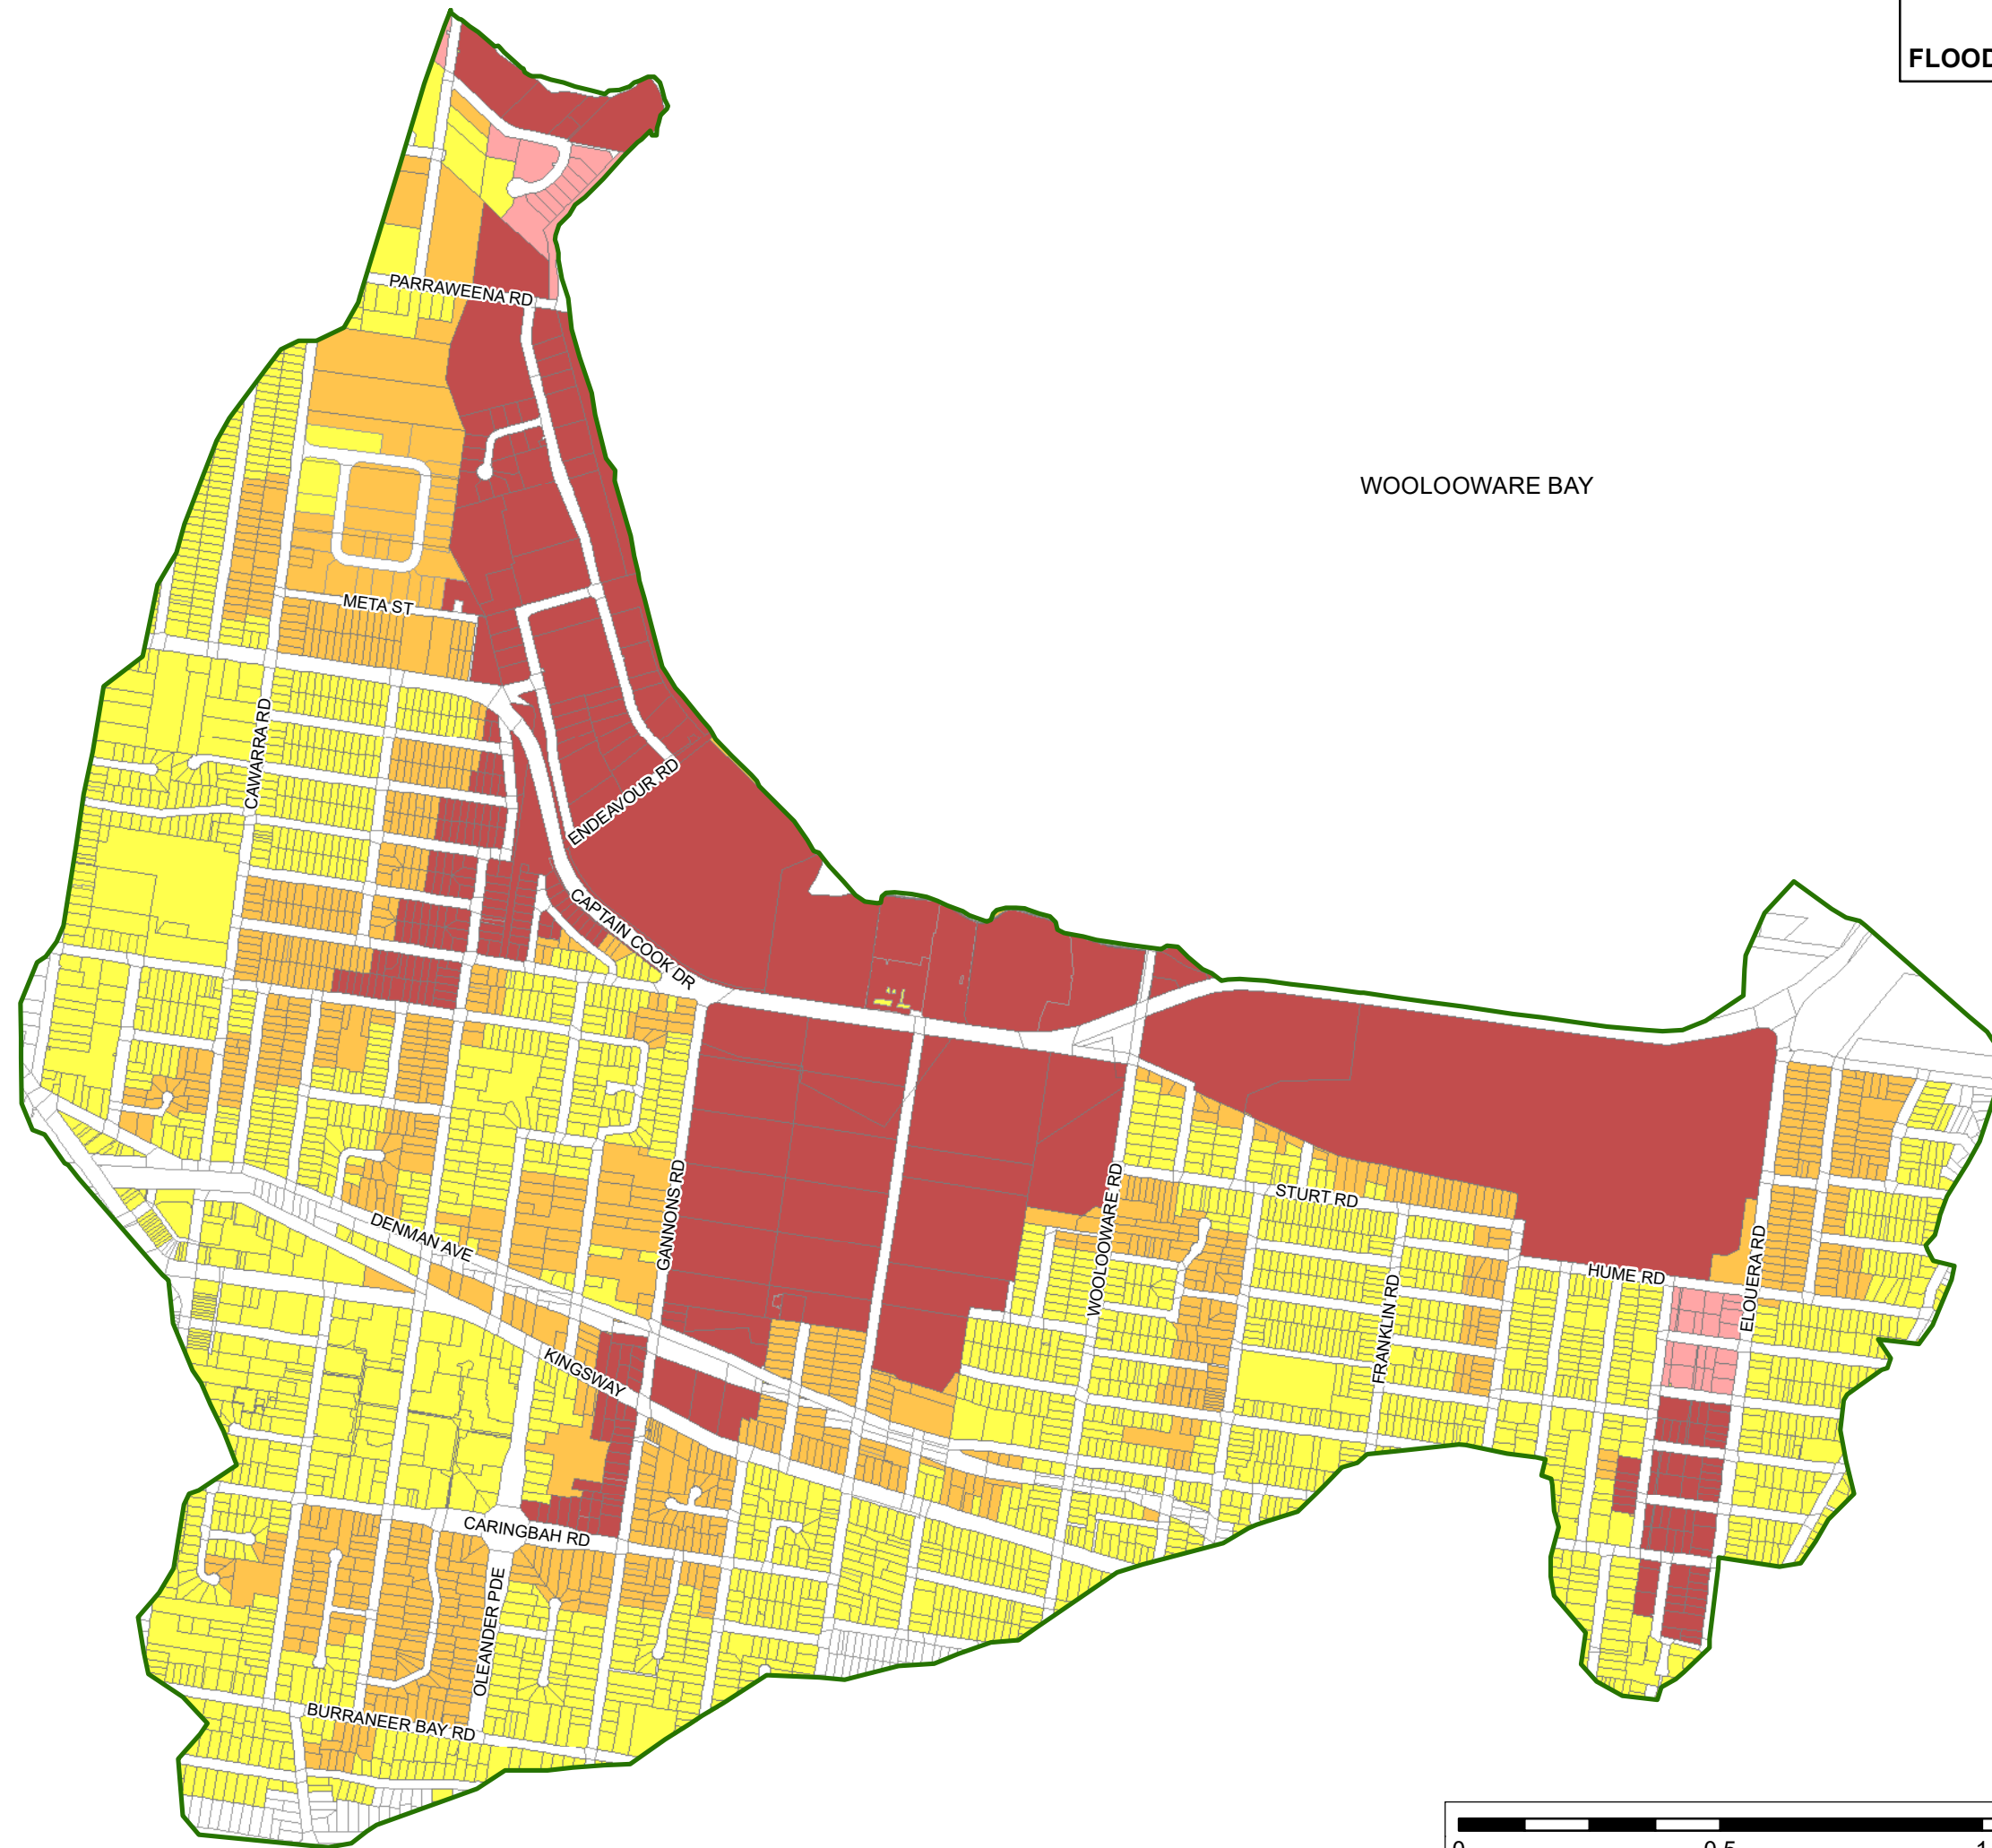 FLOOD
PARRAWEENA RD
WOOLOOWARE BAY
META ST
CAWARRA RD
ENDEAVOUR RD
CAPTAIN COOK DR
GANNONS RD
WOOLOOWARE RD
STURT RD
DENMAN AVE
HUME RD
ELOUERA RD
FRANKLIN RD
KINGSWAY
CARINGBAH RD
OLEANDER PDE
BURRANEER BAY RD
0 0.5 1